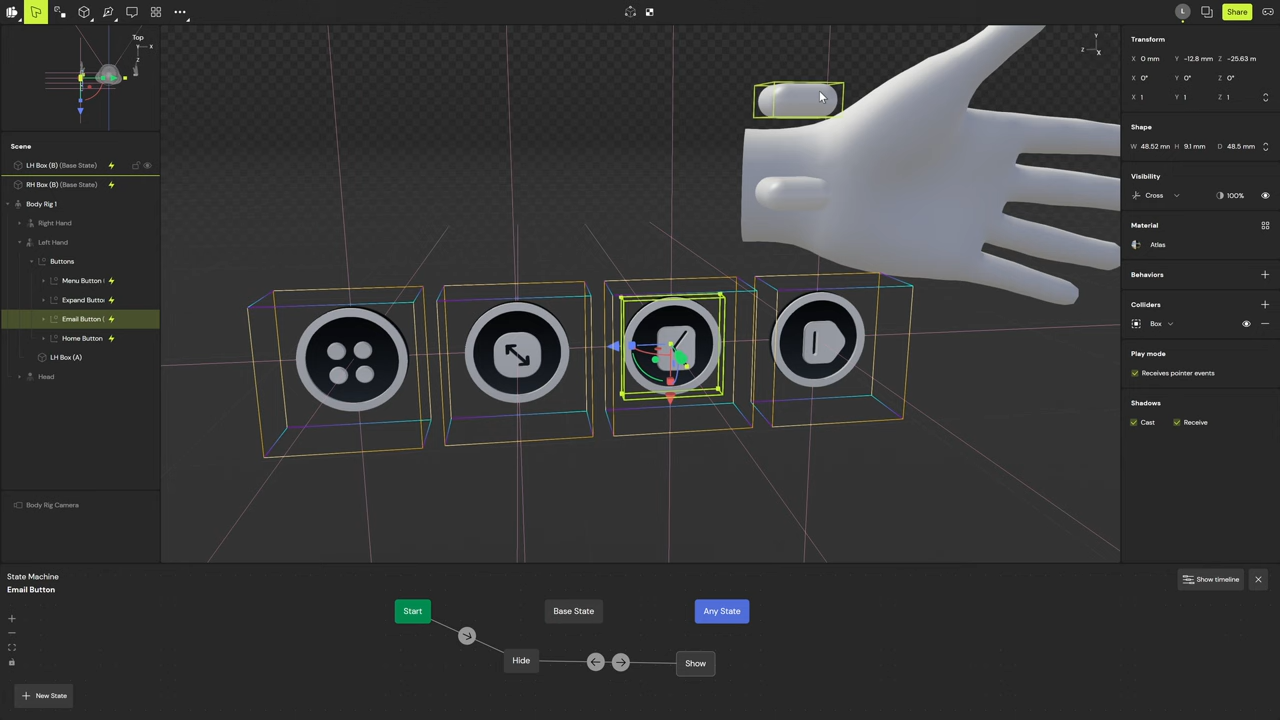 L
Share
Top
Y
X
Z
Y
Z
X
Transform
X 0 mm Y -12.8 mm Z -25.63 m
X 0° Y 0° Z 0°
X 1 Y 1 Z 1
Shape
W 48.52 mm H 9.1 mm D 48.5 mm
Visibility
Cross 100%
Material
Atlas
Behaviors
Colliders
Box
Play mode
Receives pointer events
Shadows
Cast Receive
Scene
LH Box (B) (Base State)
RH Box (B) (Base State)
Body Rig 1
Right Hand
Left Hand
Buttons
Menu Button (
Expand Button
Email Button (
Home Button
LH Box (A)
Head
Body Rig Camera
State Machine
Email Button
Show timeline
Start
Base State
Any State
Hide
Show
New State